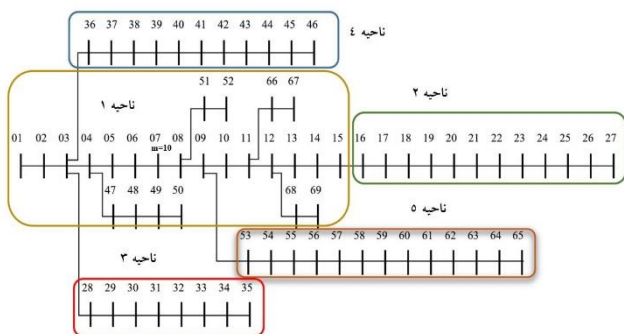 36 37 38 39 40 41 42 43 44 45 46
ناحیه ٤
51 52 66 67
ناحیه ١
ناحیه ٢
01 02 03 04 05 06 07 08 09 10 11 12 13 14 15 16 17 18 19 20 21 22 23 24 25 26 27
m=10
47 48 49 50 68 69
ناحیه ٥
53 54 55 56 57 58 59 60 61 62 63 64 65
ناحیه ٣
28 29 30 31 32 33 34 35